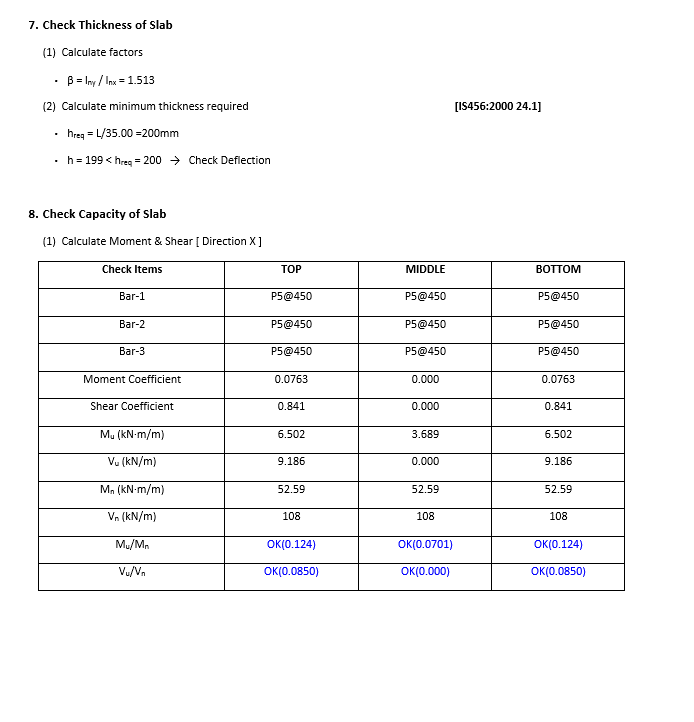 7. Check Thickness of Slab
(1) Calculate factors
· β = lny / lnx = 1.513
(2) Calculate minimum thickness required [IS456:2000 24.1]
· hreq = L/35.00 =200mm
· h = 199 < hreq = 200 → Check Deflection
8. Check Capacity of Slab
(1) Calculate Moment & Shear [ Direction X ]
Check Items TOP MIDDLE BOTTOM
Bar-1 P5@450 P5@450 P5@450
Bar-2 P5@450 P5@450 P5@450
Bar-3 P5@450 P5@450 P5@450
Moment Coefficient 0.0763 0.000 0.0763
Shear Coefficient 0.841 0.000 0.841
Mu (kN·m/m) 6.502 3.689 6.502
Vu (kN/m) 9.186 0.000 9.186
Mn (kN·m/m) 52.59 52.59 52.59
Vn (kN/m) 108 108 108
Mu/Mn OK(0.124) OK(0.0701) OK(0.124)
Vu/Vn OK(0.0850) OK(0.000) OK(0.0850)